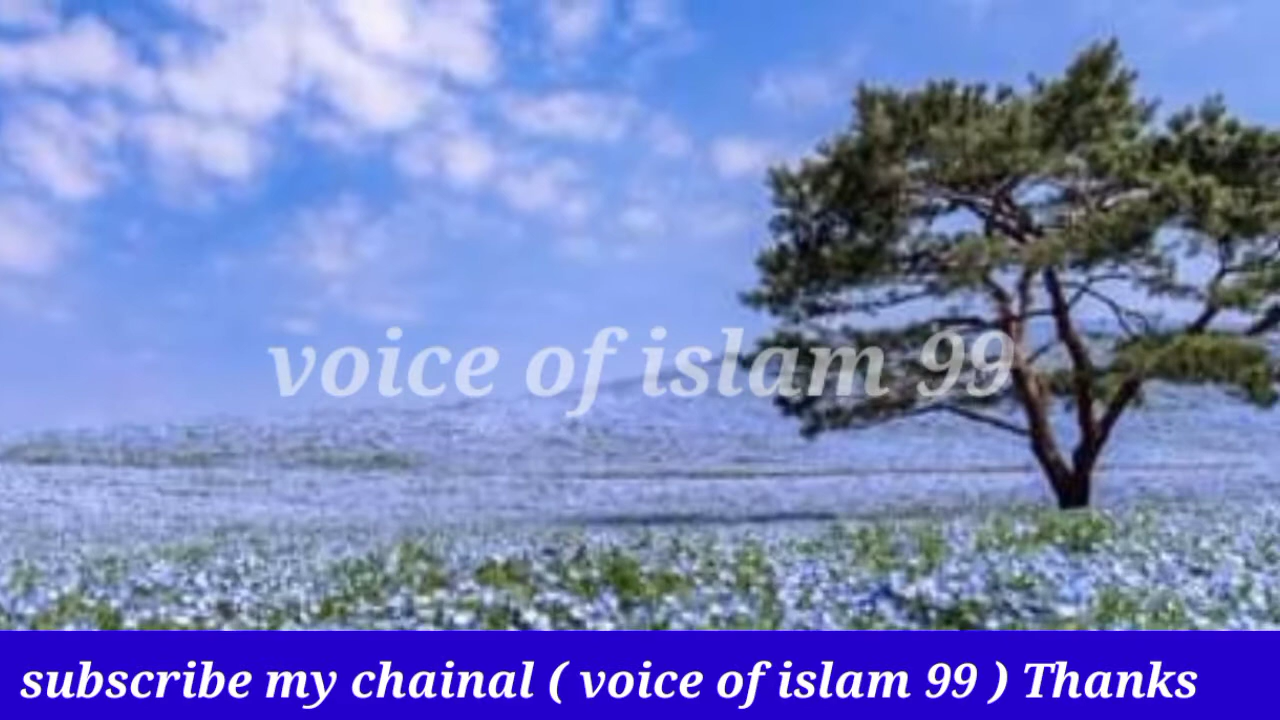 voice of islam 99
subscribe my chainal ( voice of islam 99 ) Thanks